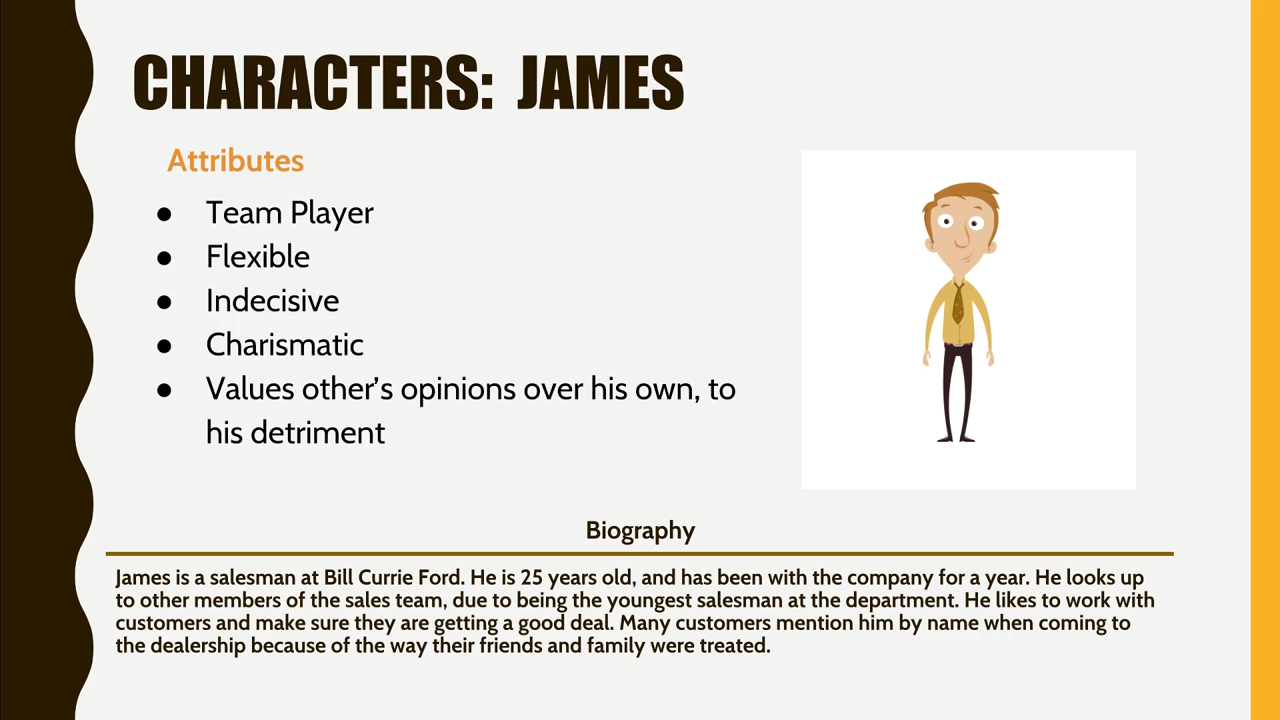 CHARACTERS: JAMES
Attributes
● Team Player
● Flexible
● Indecisive
● Charismatic
● Values other's opinions over his own, to
his detriment
Biography
James is a salesman at Bill Currie Ford. He is 25 years old, and has been with the company for a year. He looks up
to other members of the sales team, due to being the youngest salesman at the department. He likes to work with
customers and make sure they are getting a good deal. Many customers mention him by name when coming to
the dealership because of the way their friends and family were treated.